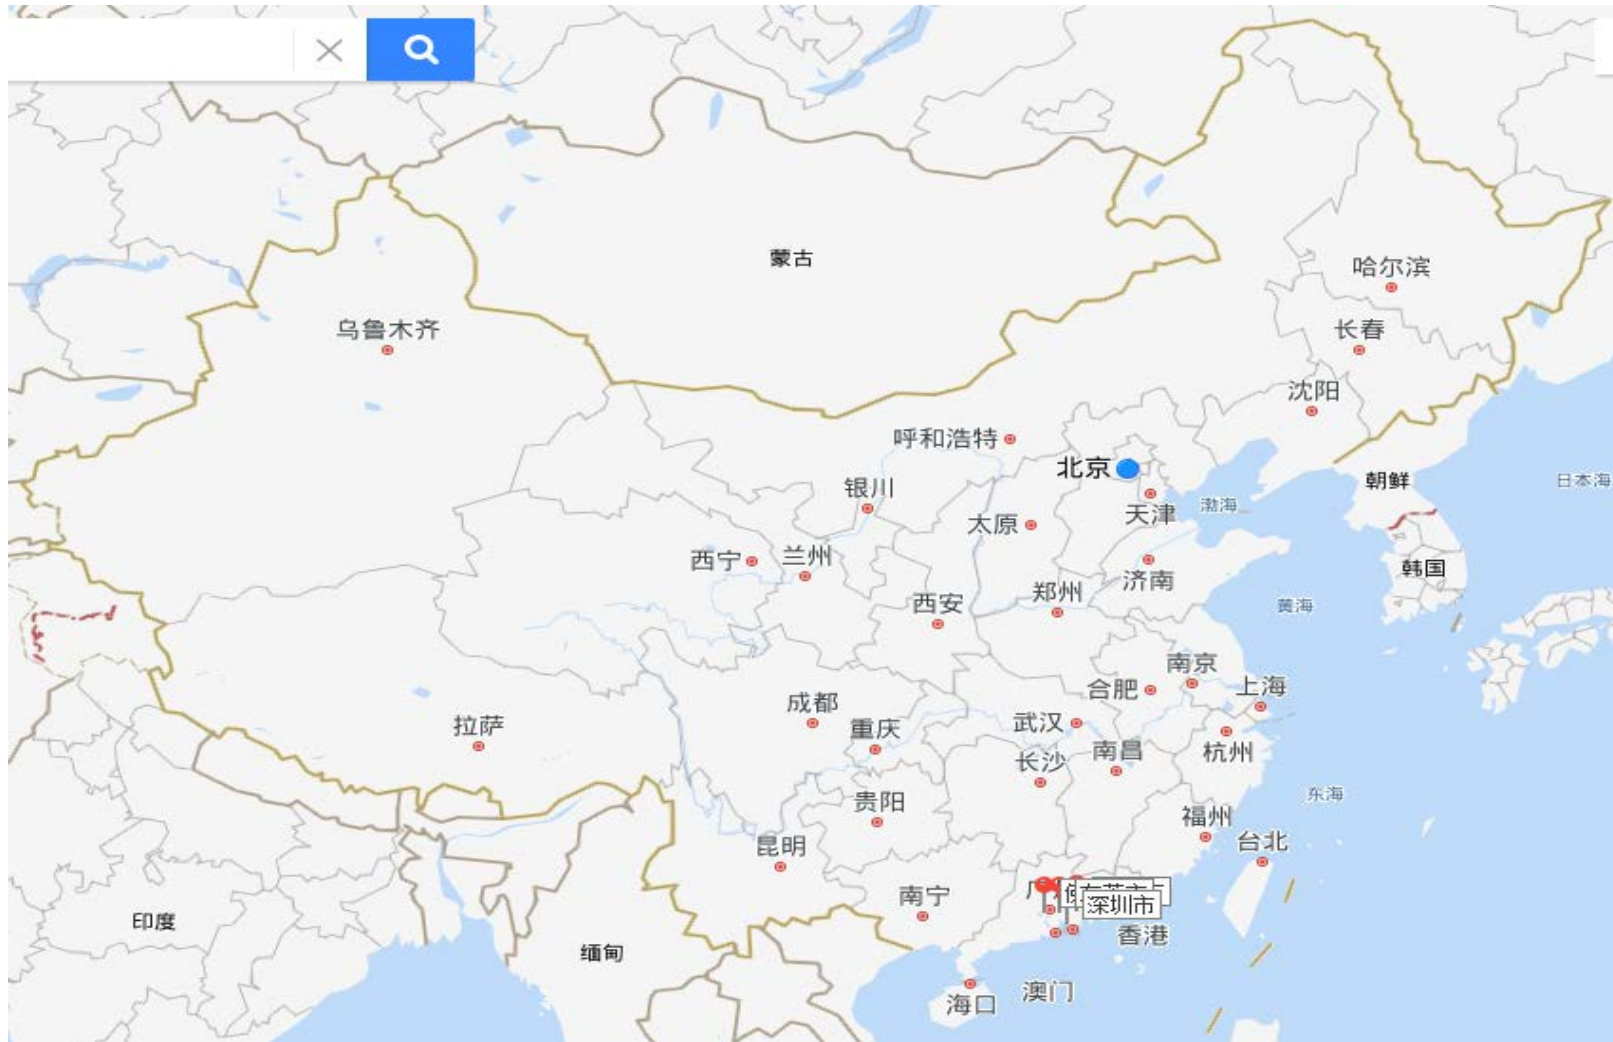 蒙古
哈尔滨
乌鲁木齐
长春
沈阳
呼和浩特
北京
朝鲜
日本海
银川
天津
渤海
太原
西宁
兰州
济南
韩国
郑州
西安
黄海
南京
合肥
上海
成都
拉萨
重庆
武汉
南昌
杭州
长沙
东海
贵阳
福州
台北
昆明
南宁
深圳市
印度
香港
缅甸
澳门
海口